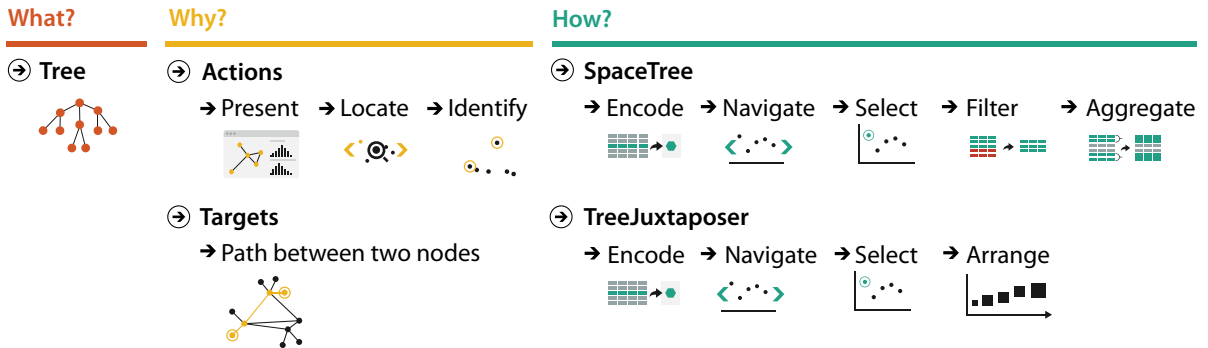 What?
Why?
How?
Tree
Actions
Present
Locate
Identify
Targets
Path between two nodes
SpaceTree
Encode
Navigate
Select
Filter
Aggregate
TreeJuxtaposer
Encode
Navigate
Select
Arrange